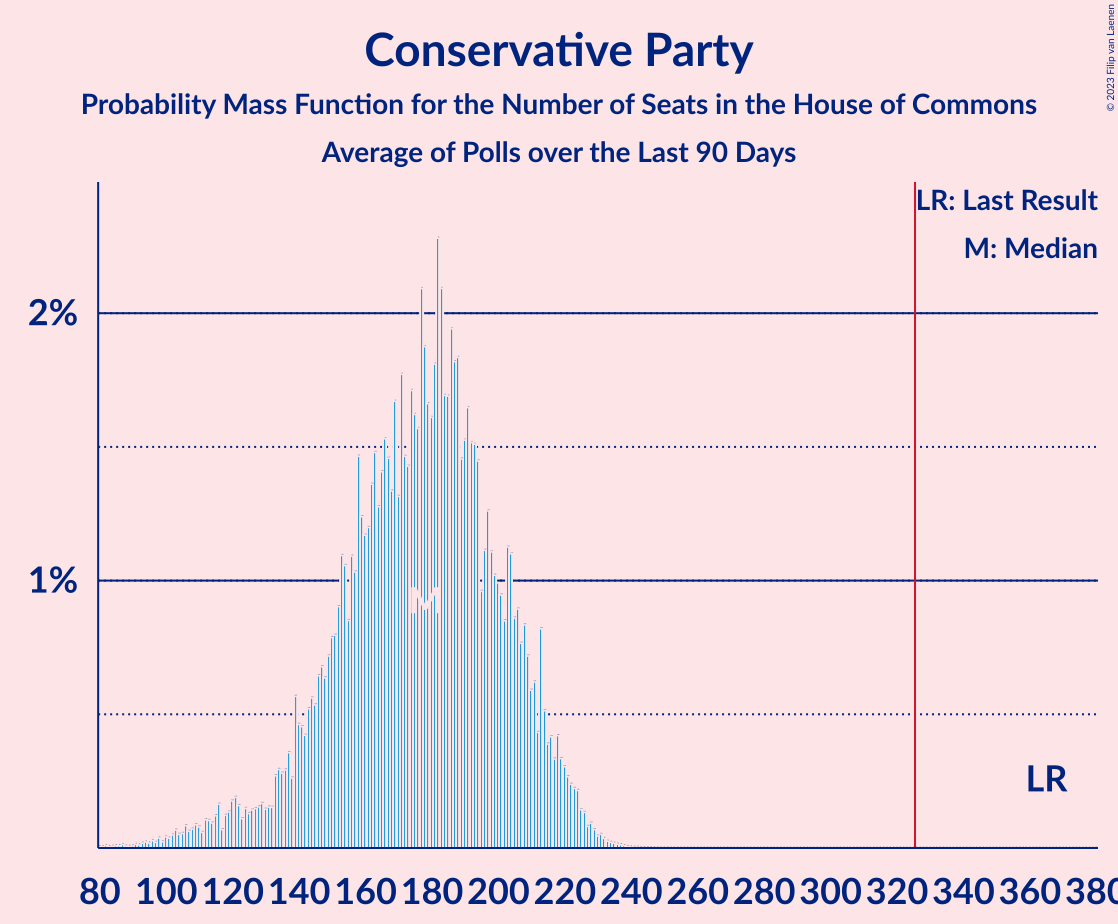 Conservative Party
Probability Mass Function for the Number of Seats in the House of Commons
Average of Polls over the Last 90 Days
© 2023 Filip van Laenen
LR: Last Result
M: Median
2%
1%
M
LR
80 100 120 140 160 180 200 220 240 260 280 300 320 340 360 380